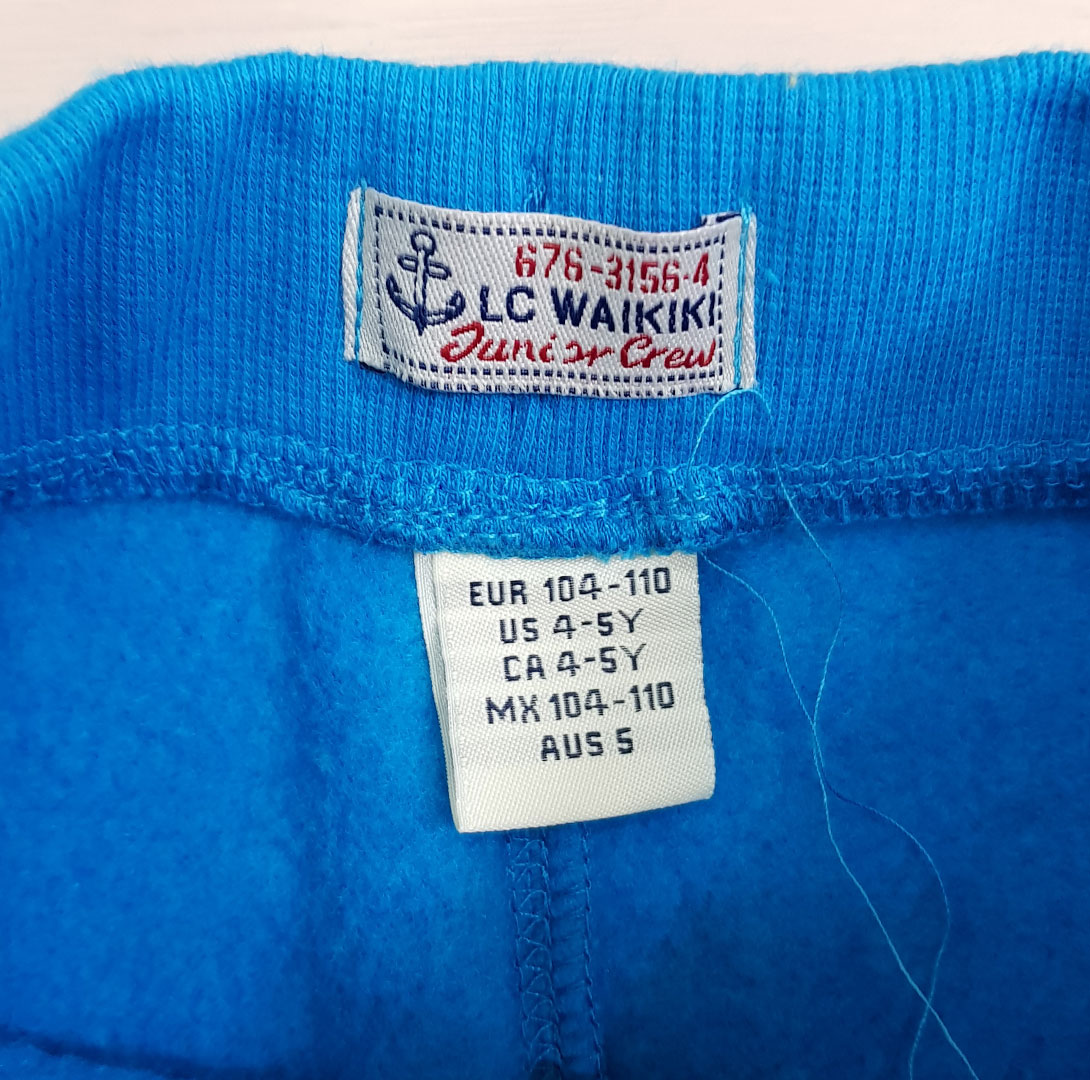 676-3156-4
LC WAIKIKI
Junior Crew
EUR 104-110
US 4-5Y
CA 4-5Y
MX 104-110
AUS 5